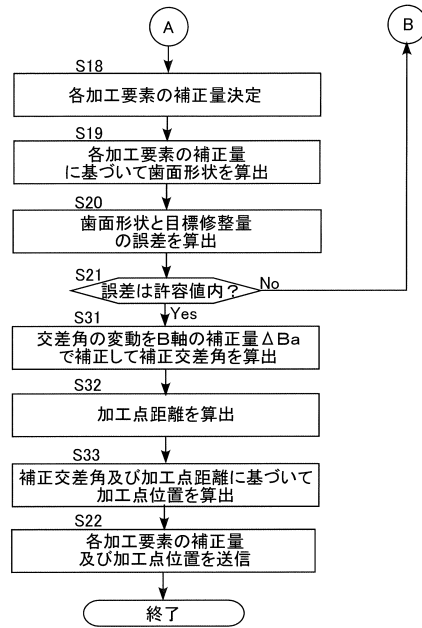 A
B
S18
各加工要素の補正量決定
S19
各加工要素の補正量
に基づいて歯面形状を算出
S20
歯面形状と目標修整量
の誤差を算出
S21
誤差は許容値内?
No
Yes
S31
交差角の変動をB軸の補正量ΔBa
で補正して補正交差角を算出
S32
加工点距離を算出
S33
補正交差角及び加工点距離に基づいて
加工点位置を算出
S22
各加工要素の補正量
及び加工点位置を送信
終了